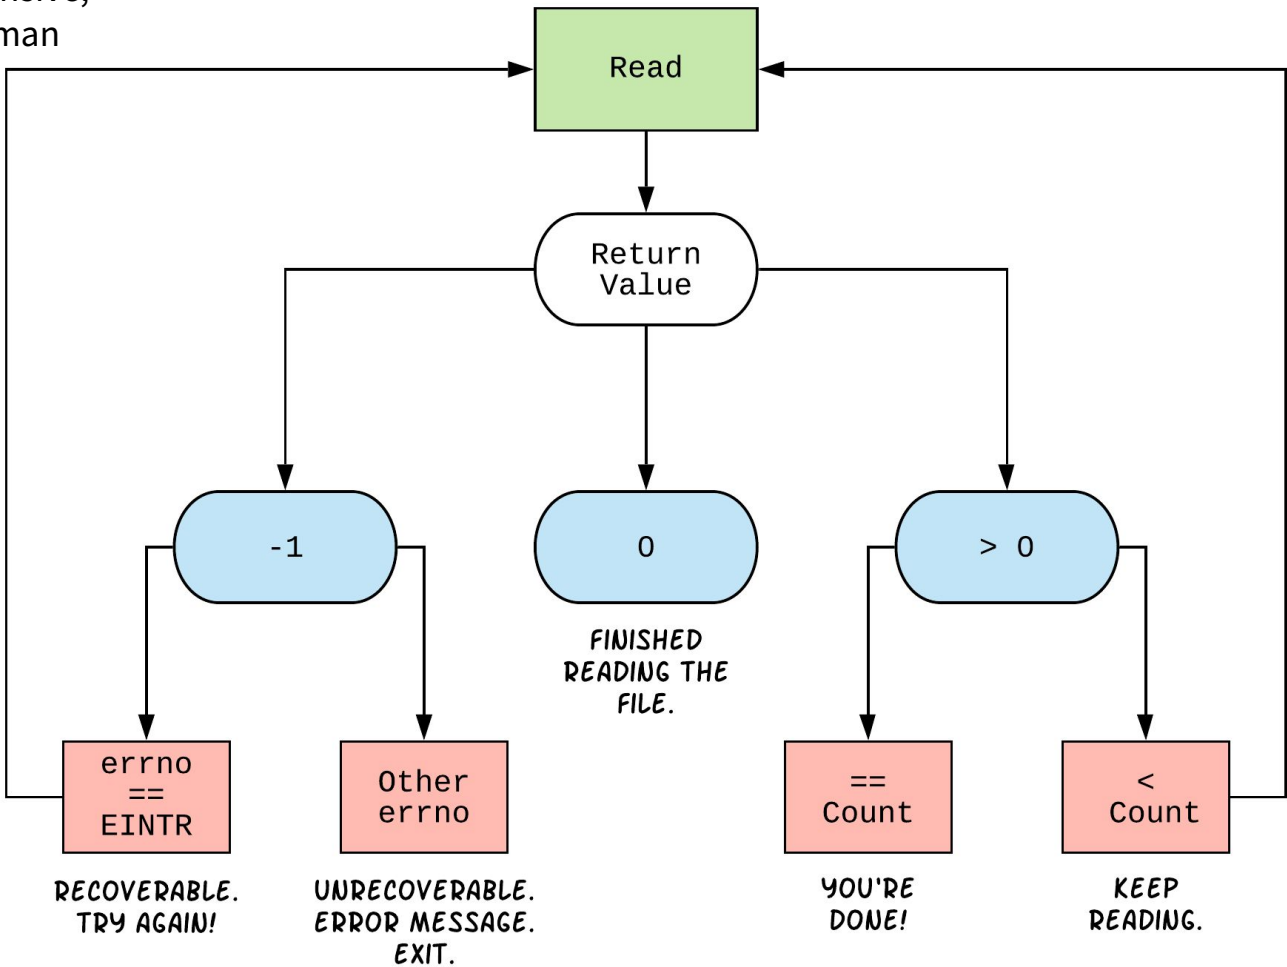 man
Read
Return
Value
-1
0
> 0
FINISHED
READING THE
FILE.
errno
==
EINTR
Other
errno
==
Count
<
Count
RECOVERABLE.
TRY AGAIN!
UNRECOVERABLE.
ERROR MESSAGE.
EXIT.
YOU'RE
DONE!
KEEP
READING.